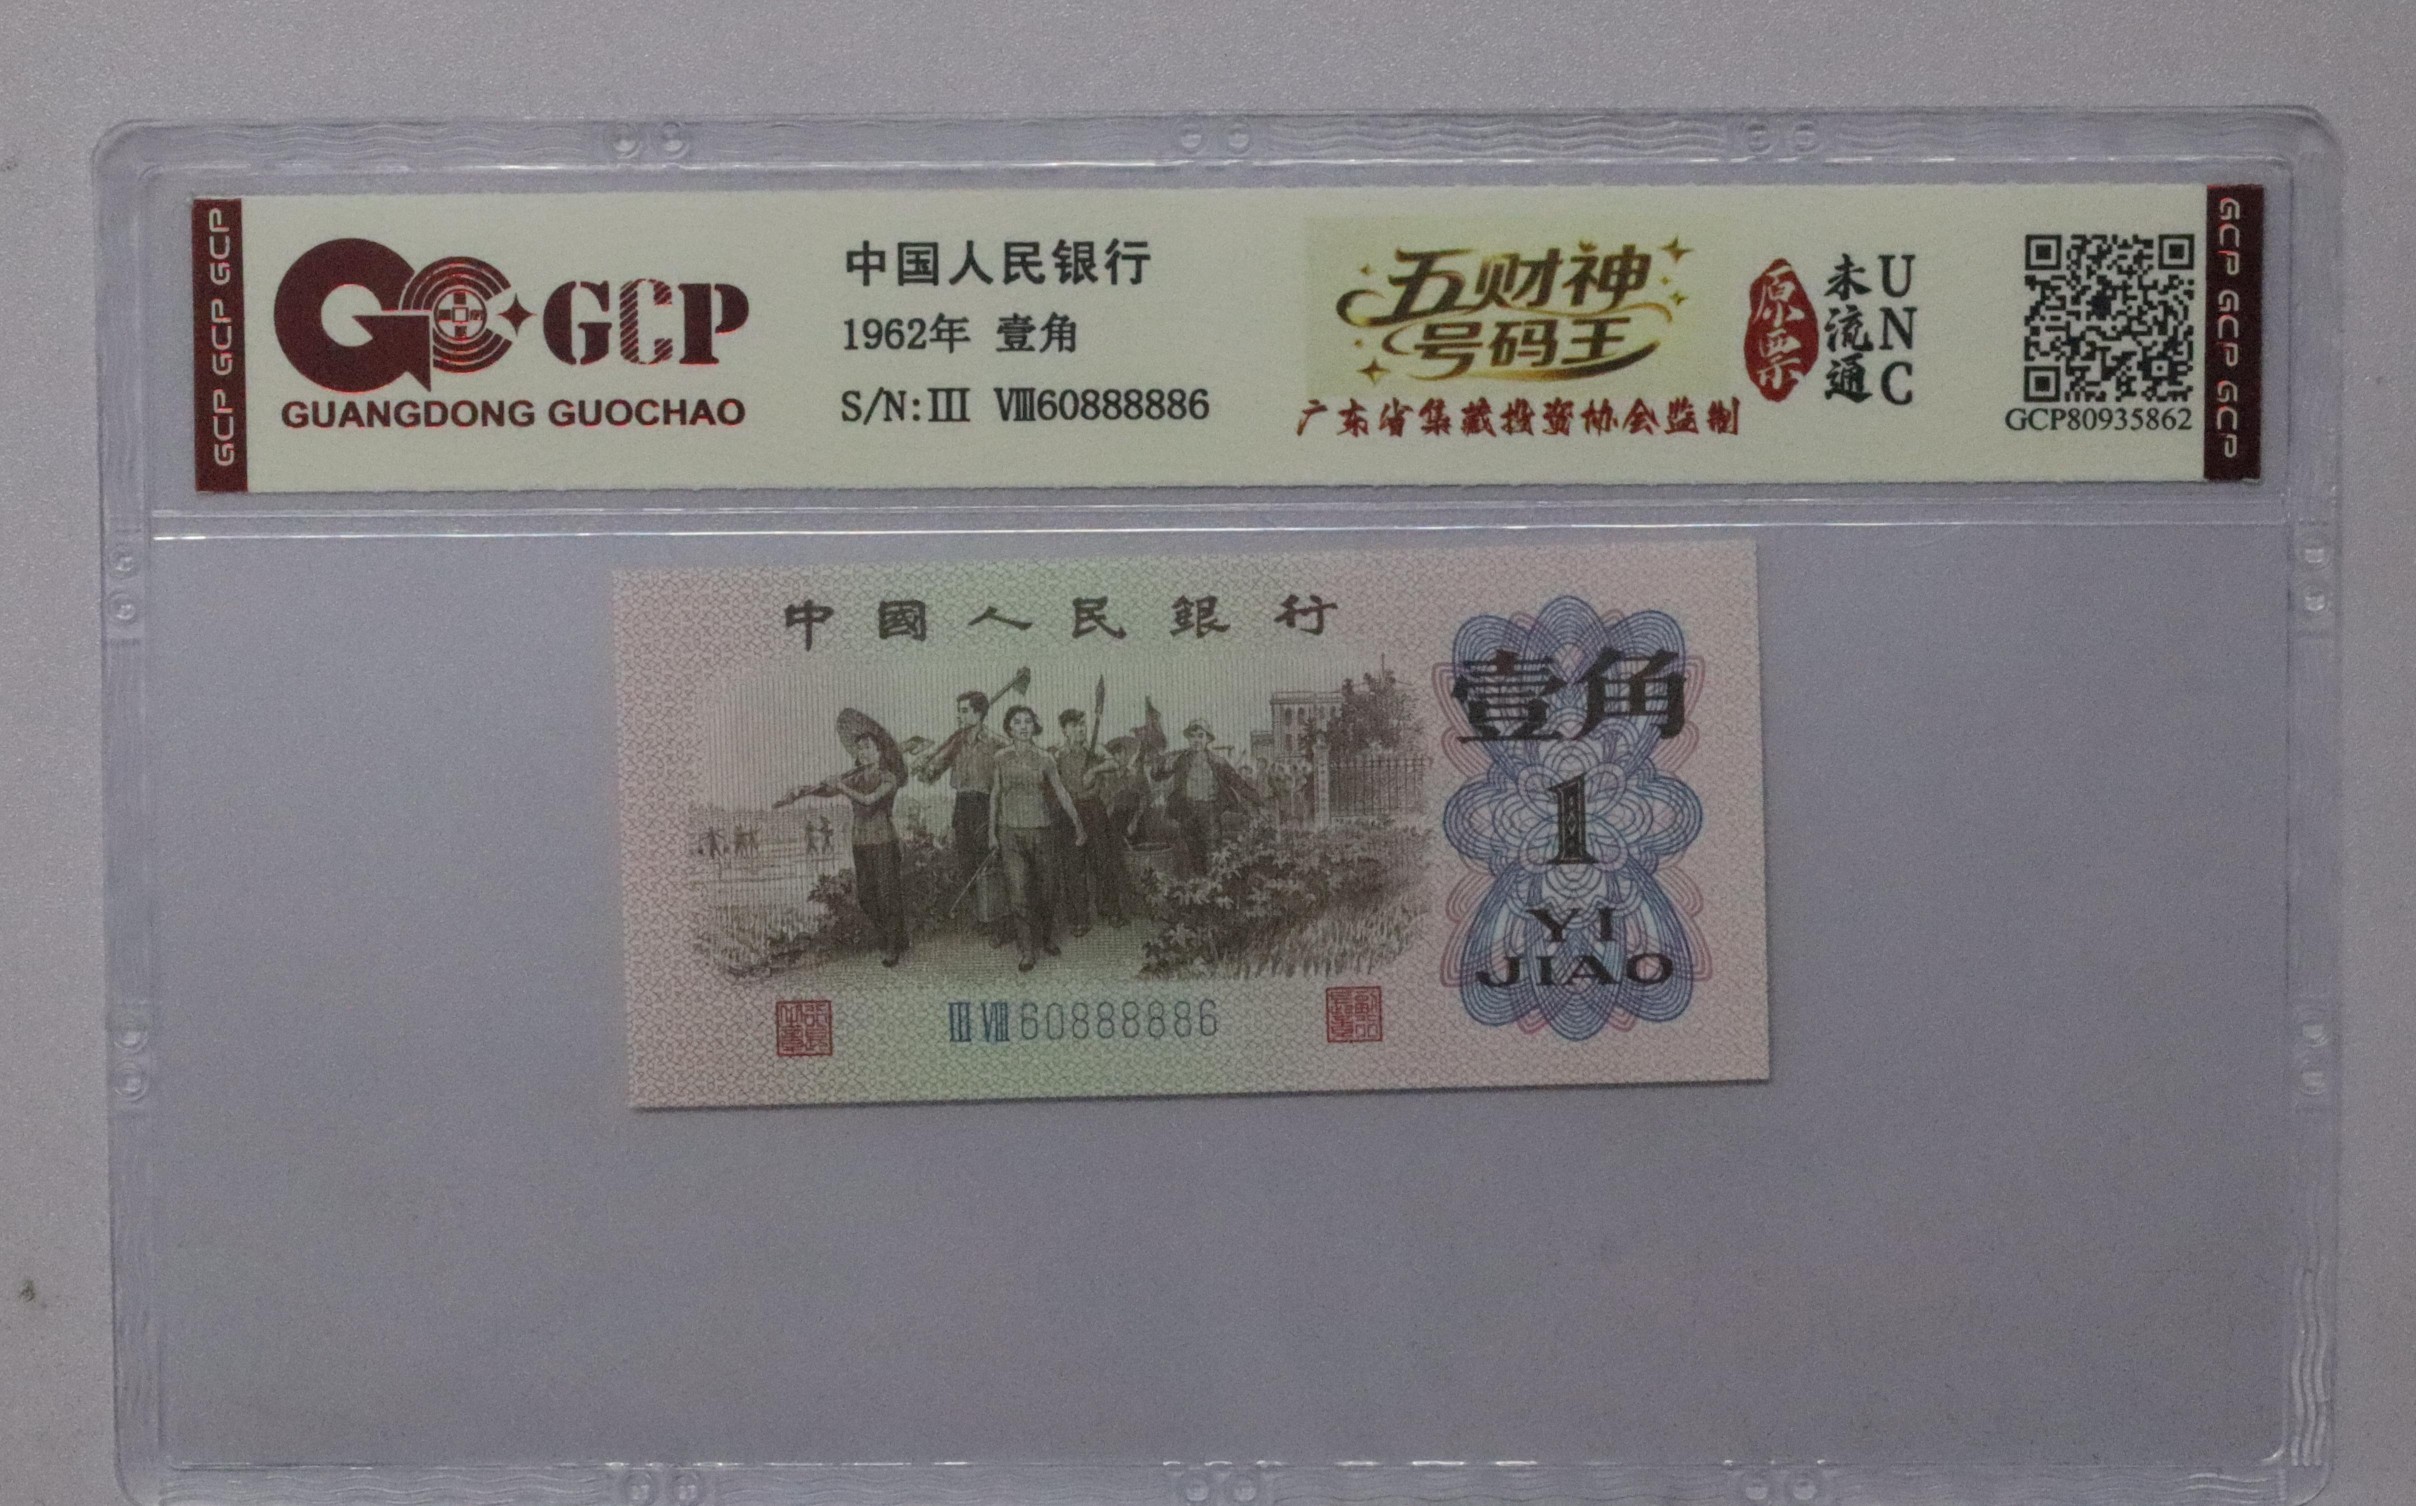 GCP GCP GCP
GCP
GUANGDONG GUOCHAO
中国人民银行
1962年 壹角
S/N:III VIII60888886
五财神
号码王
广东省集藏投资协会监制
原票
未流通
UNC
GCP80935862
GCP GCP GCP
中國人民銀行
壹角
1
YI
JIAO
III VIII 60888886